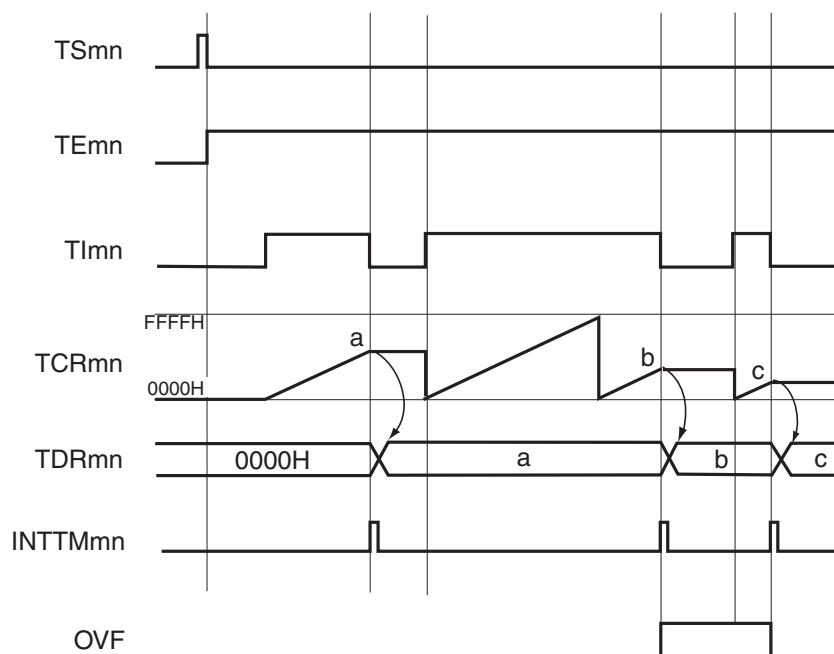 TSmn
TEmn
TImn
FFFFH
a
b
c
TCRmn
0000H
TDRmn
0000H
a
b
c
INTTMmn
OVF